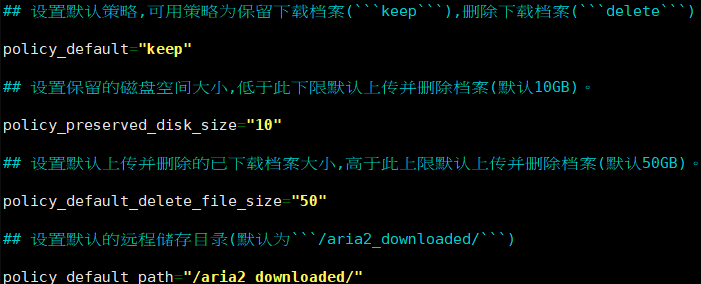 ## 设置默认策略,可用策略为保留下载档案(```keep```),删除下载档案(```delete```)
policy_default="keep"
## 设置保留的磁盘空间大小,低于此下限默认上传并删除档案(默认10GB)。
policy_preserved_disk_size="10"
## 设置默认上传并删除的已下载档案大小,高于此上限默认上传并删除档案(默认50GB)。
policy_default_delete_file_size="50"
## 设置默认的远程储存目录(默认为```/aria2_downloaded/```)
policy_default_path="/aria2_downloaded/"